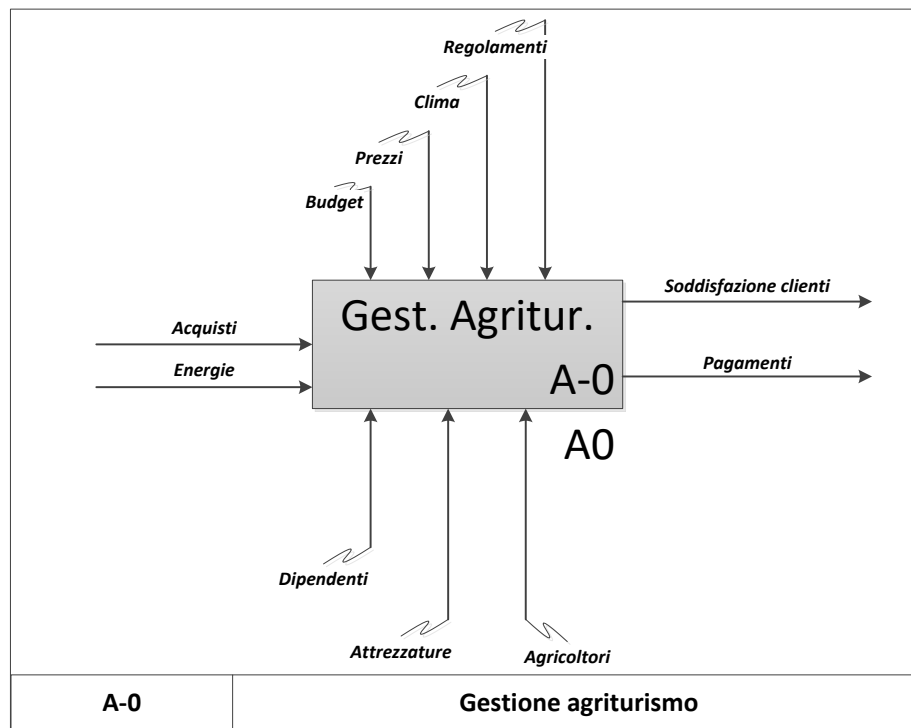 Regolamenti
Clima
Prezzi
Budget
Gest. Agritur.
A-0
A0
Acquisti
Energie
Soddisfazione clienti
Pagamenti
Dipendenti
Attrezzature
Agricoltori
A-0
Gestione agriturismo